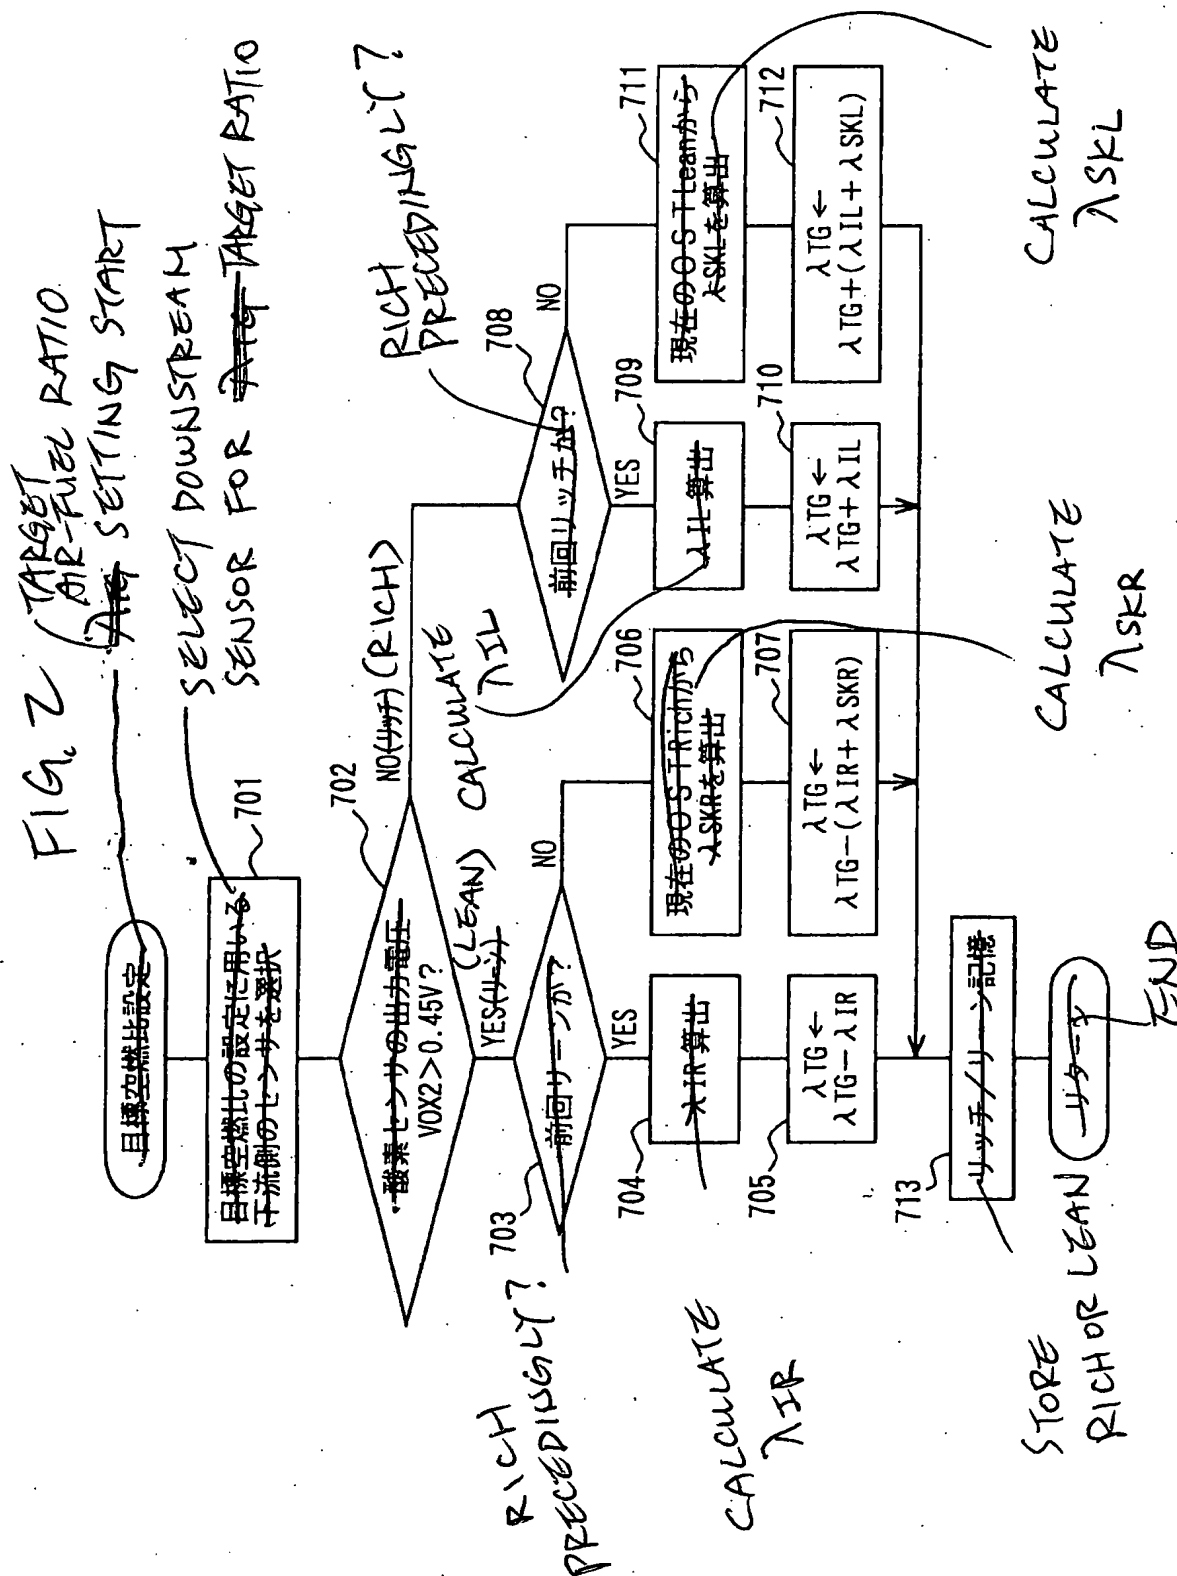 FIG. 2
TARGET
AIR-FUEL RATIO
λTG SETTING START
目標空燃比設定
SELECT DOWNSTREAM
SENSOR FOR λTG TARGET RATIO
701
目標空燃比の設定に用いる
下流側のセンサを選択
702
酸素センサの出力電圧
VOX2>0.45V?
NO(リッチ)(RICH)
YES(リーン)(LEAN)
RICH
PRECEDINGLY?
703
前回リーンか?
YES
NO
CALCULATE
λIR
704
λIR算出
705
λTG←
λTG-λIR
706
現在のOSTRichから
λSKRを算出
CALCULATE
λSKR
707
λTG←
λTG-(λIR+λSKR)
RICH
PRECEDINGLY?
708
前回リッチか?
YES
NO
CALCULATE
λIL
709
λIL算出
710
λTG←
λTG+λIL
711
現在のOSTLeanから
λSKLを算出
CALCULATE
λSKL
712
λTG←
λTG+(λIL+λSKL)
713
リッチ/リーン記憶
STORE
RICH OR LEAN
リターン
END